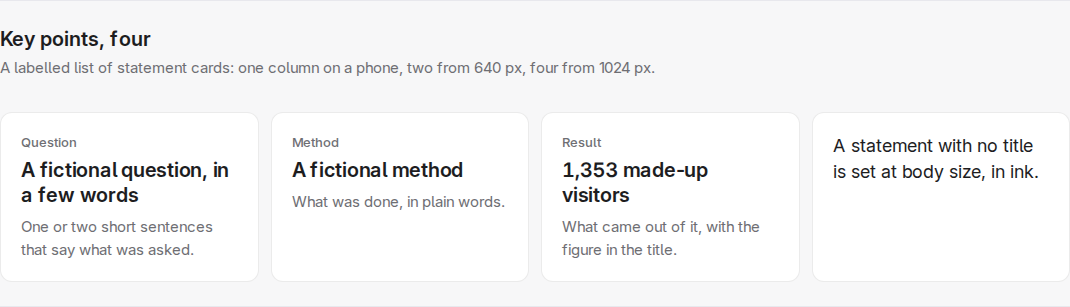 Key points, four
A labelled list of statement cards: one column on a phone, two from 640 px, four from 1024 px.
Question
A fictional question, in
a few words
One or two short sentences
that say what was asked.
Method
A fictional method
What was done, in plain words.
Result
1,353 made-up
visitors
What came out of it, with the
figure in the title.
A statement with no title
is set at body size, in ink.